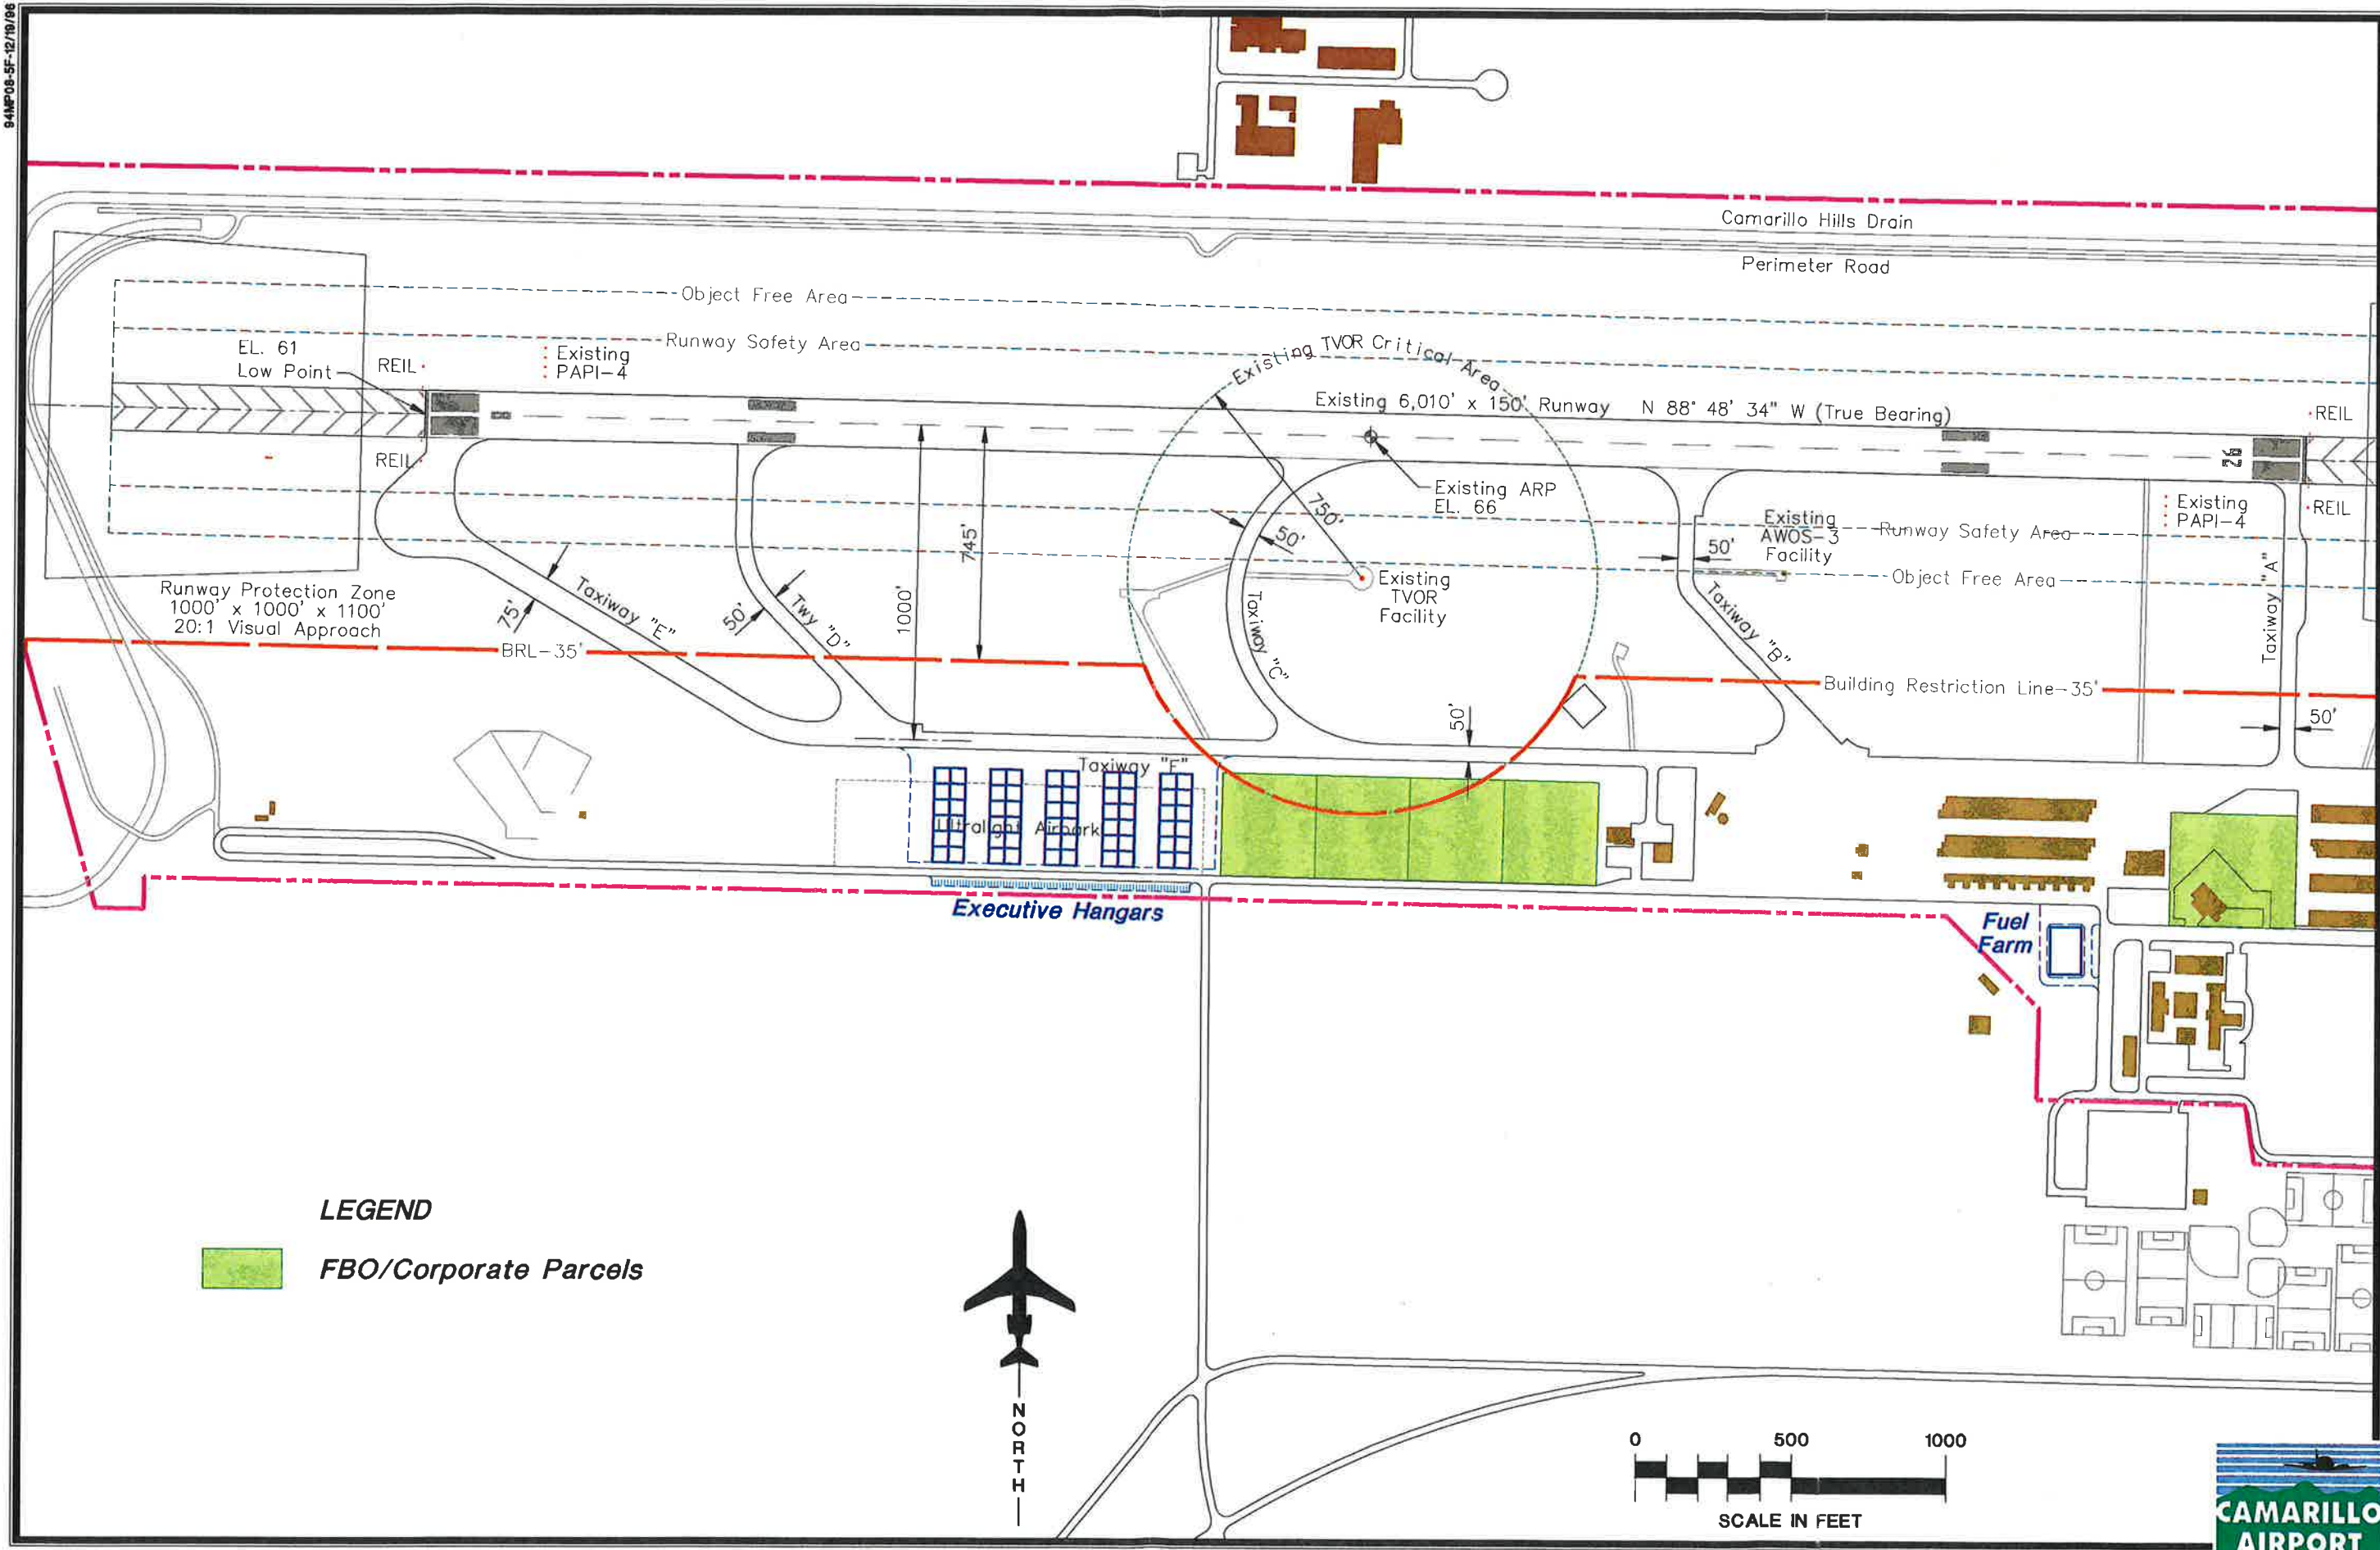 94MP08-5F-12/19/96
Camarillo Hills Drain
Perimeter Road
Object Free Area
Runway Safety Area
EL. 61
Low Point
REIL
Existing
PAPI-4
REIL
Existing TVOR Critical Area
Existing 6,010' x 150' Runway N 88° 48' 34" W (True Bearing)
REIL
26
Existing ARP
EL. 66
750'
50'
Existing
AWOS-3
Facility
Runway Safety Area
Existing
PAPI-4
REIL
50'
Object Free Area
745'
1000'
Existing
TVOR
Facility
Runway Protection Zone
1000' x 1000' x 1100'
20:1 Visual Approach
75'
Taxiway "E"
50'
Twy "D"
Taxiway "C"
Taxiway "B"
Taxiway "A"
BRL-35'
Building Restriction Line-35'
50'
50'
Taxiway "F"
Ultralight Airpark
Executive Hangars
Fuel
Farm
LEGEND
FBO/Corporate Parcels
NORTH
0 500 1000
SCALE IN FEET
CAMARILLO
AIRPORT